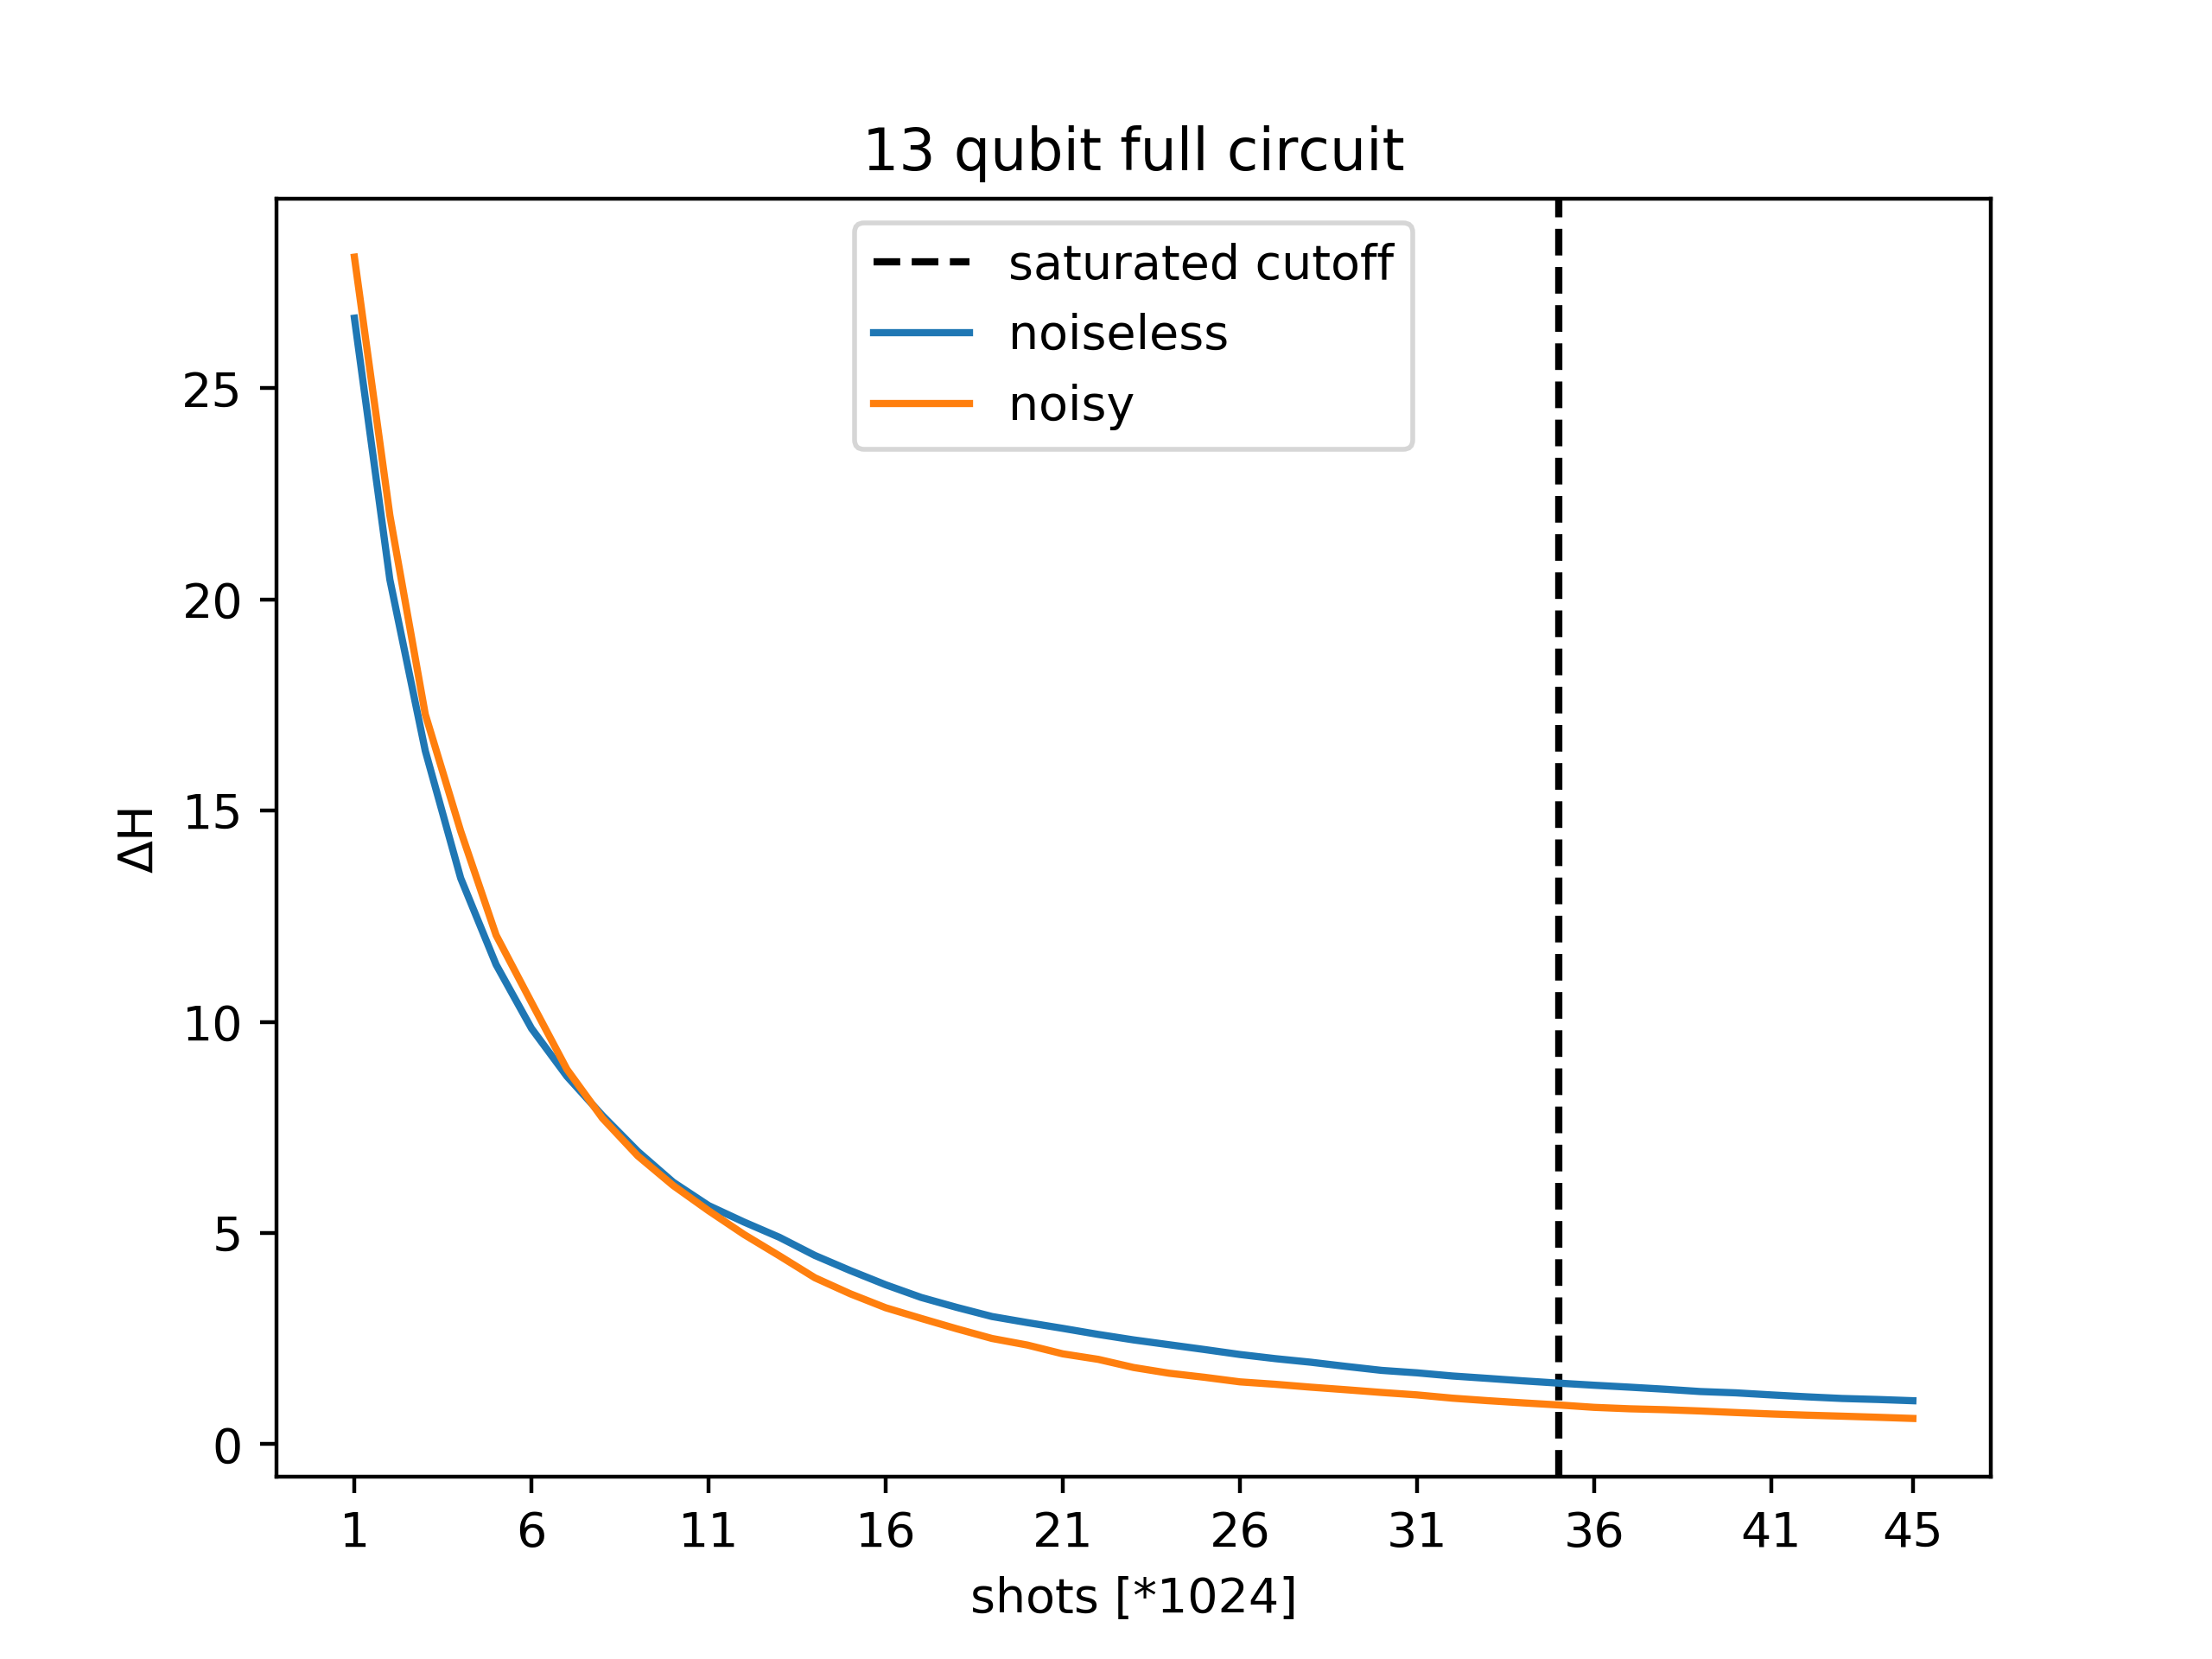 13 qubit full circuit
saturated cutoff
noiseless
noisy
25
20
15
10
5
0
ΔH
1 6 11 16 21 26 31 36 41 45
shots [*1024]